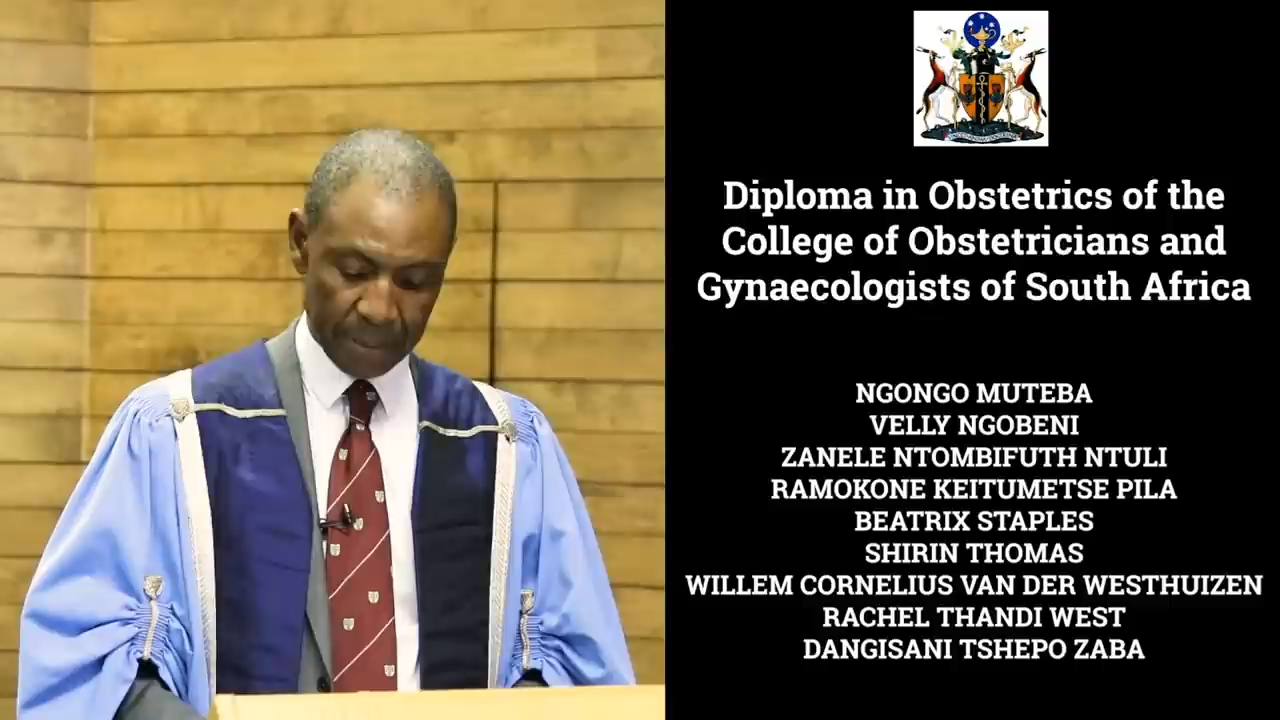 Diploma in Obstetrics of the
College of Obstetricians and
Gynaecologists of South Africa
NGONGO MUTEBA
VELLY NGOBENI
ZANELE NTOMBIFUTH NTULI
RAMOKONE KEITUMETSE PILA
BEATRIX STAPLES
SHIRIN THOMAS
WILLEM CORNELIUS VAN DER WESTHUIZEN
RACHEL THANDI WEST
DANGISANI TSHEPO ZABA